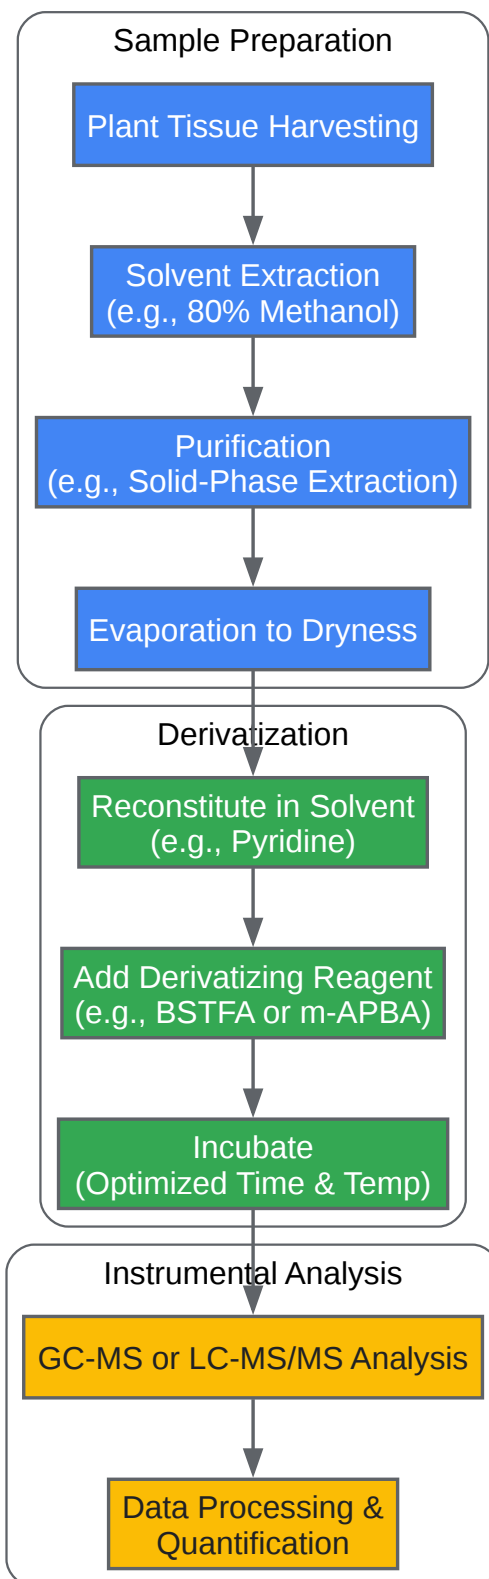 Sample Preparation
Plant Tissue Harvesting
Solvent Extraction
(e.g., 80% Methanol)
Purification
(e.g., Solid-Phase Extraction)
Evaporation to Dryness
Derivatization
Reconstitute in Solvent
(e.g., Pyridine)
Add Derivatizing Reagent
(e.g., BSTFA or m-APBA)
Incubate
(Optimized Time & Temp)
Instrumental Analysis
GC-MS or LC-MS/MS Analysis
Data Processing &
Quantification